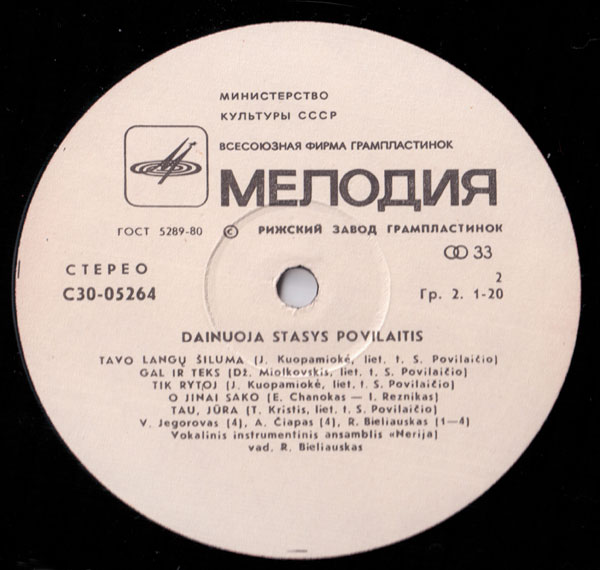 МИНИСТЕРСТВО
КУЛЬТУРЫ СССР
ВСЕСОЮЗНАЯ ФИРМА ГРАМПЛАСТИНОК
МЕЛОДИЯ
ГОСТ 5289-80 © РИЖСКИЙ ЗАВОД ГРАМПЛАСТИНОК
СТЕРЕО 33
2
С30-05264 Гр. 2. 1-20
DAINUOJA STASYS POVILAITIS
TAVO LANGŲ ŠILUMA (J. Kuopamiokė, liet. t. S. Povilaičio)
GAL IR TEKS (Dž. Miolkovskis, liet. t. S. Povilaičio)
TIK RYTOJ (J. Kuopamiokė, liet. t. S. Povilaičio)
O JINAI SAKO (E. Chanokas — I. Reznikas)
TAU, JŪRA (T. Kristis, liet. t. S. Povilaičio)
V. Jegorovas (4), A. Čiapas (4), R. Bieliauskas (1—4)
Vokalinis instrumentinis ansamblis «Nerija»
vad. R. Bieliauskas